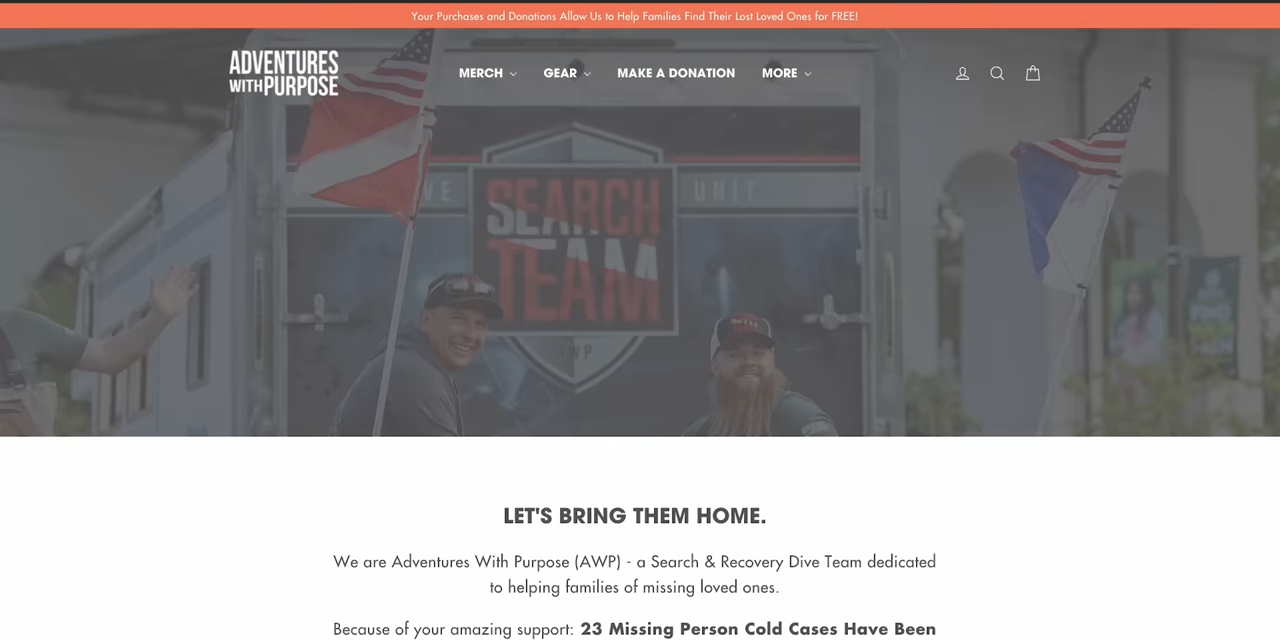 Your Purchases and Donations Allow Us to Help Families Find Their Lost Loved Ones for FREE!
ADVENTURES
WITH PURPOSE
MERCH
GEAR
MAKE A DONATION
MORE
UNIT
SEARCH
TEAM
AWP
LET'S BRING THEM HOME.
We are Adventures With Purpose (AWP) - a Search & Recovery Dive Team dedicated
to helping families of missing loved ones.
Because of your amazing support: 23 Missing Person Cold Cases Have Been